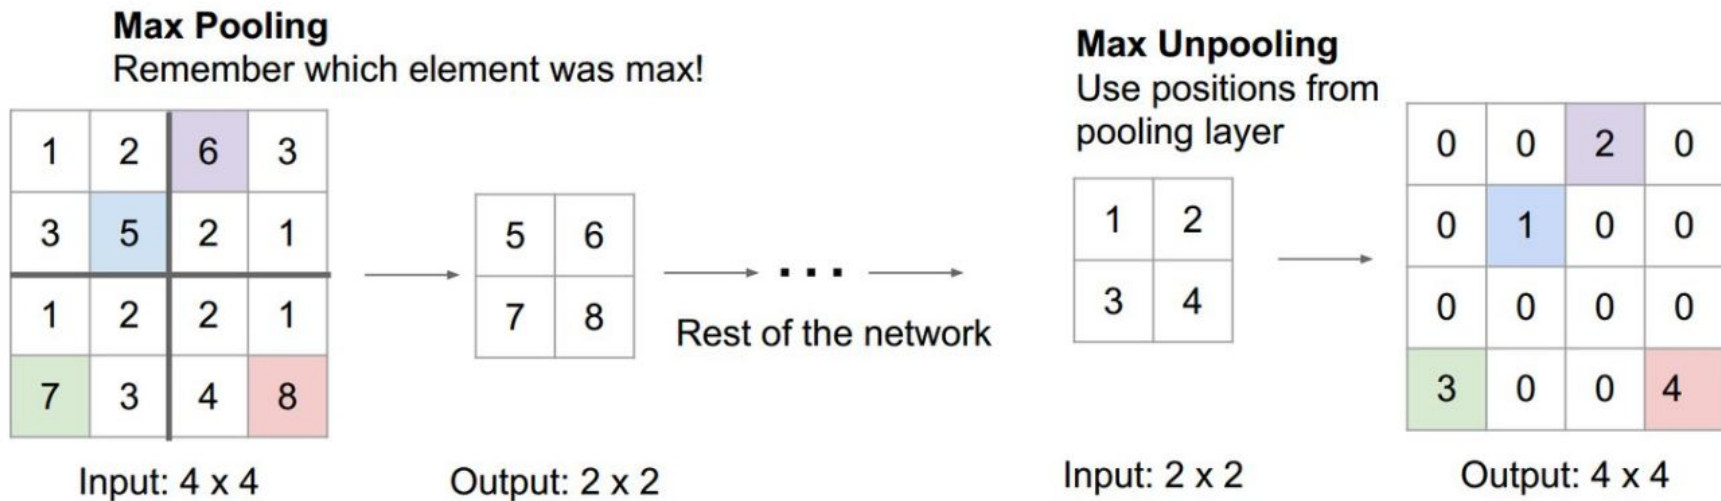 Max Pooling
Remember which element was max!
1 2 6 3
3 5 2 1
1 2 2 1
7 3 4 8
Input: 4 x 4
5 6
7 8
Output: 2 x 2
...
Rest of the network
Max Unpooling
Use positions from
pooling layer
1 2
3 4
Input: 2 x 2
0 0 2 0
0 1 0 0
0 0 0 0
3 0 0 4
Output: 4 x 4